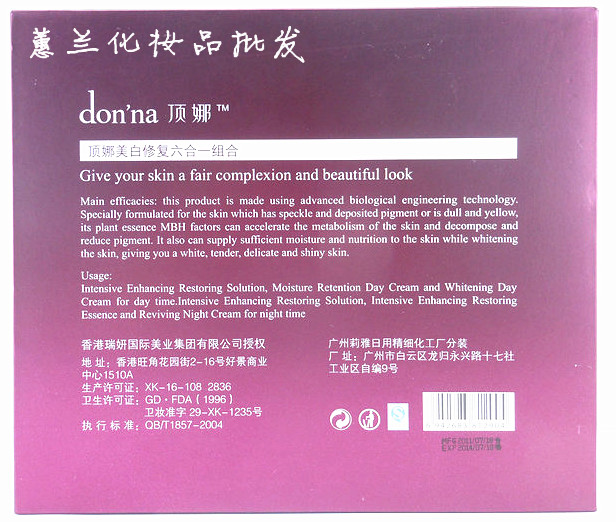 蕙兰化妆品批发
don'na 顶娜™
顶娜美白修复六合一组合
Give your skin a fair complexion and beautiful look
Main efficacies: this product is made using advanced biological engineering technology.
Specially formulated for the skin which has speckle and deposited pigment or is dull and yellow,
its plant essence MBH factors can accelerate the metabolism of the skin and decompose and
reduce pigment. It also can supply sufficient moisture and nutrition to the skin while whitening
the skin, giving you a white, tender, delicate and shiny skin.
Usage:
Intensive Enhancing Restoring Solution, Moisture Retention Day Cream and Whitening Day
Cream for day time.Intensive Enhancing Restoring Solution, Intensive Enhancing Restoring
Essence and Reviving Night Cream for night time
香港瑞妍国际美业集团有限公司授权
地 址：香港旺角花园街2-16号好景商业
中心1510A
生产许可证：XK-16-108 2836
卫生许可证：GD·FDA（1996）
卫妆准字 29-XK-1235号
执 行 标 准：QB/T1857-2004
广州莉雅日用精细化工厂分装
厂 址：广州市白云区龙归永兴路十七社
工业区自编9号
MFG 2011/07/19
EXP 2014/07/18